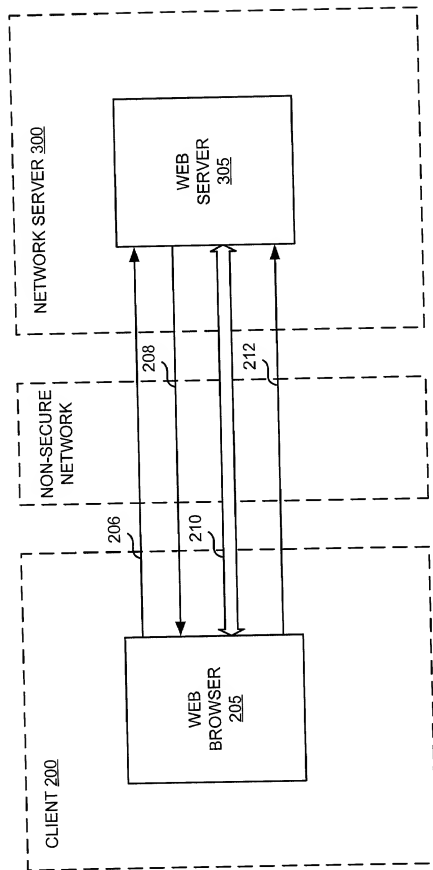 CLIENT 200
WEB
BROWSER
205
206
208
210
212
NON-SECURE
NETWORK
NETWORK SERVER 300
WEB
SERVER
305